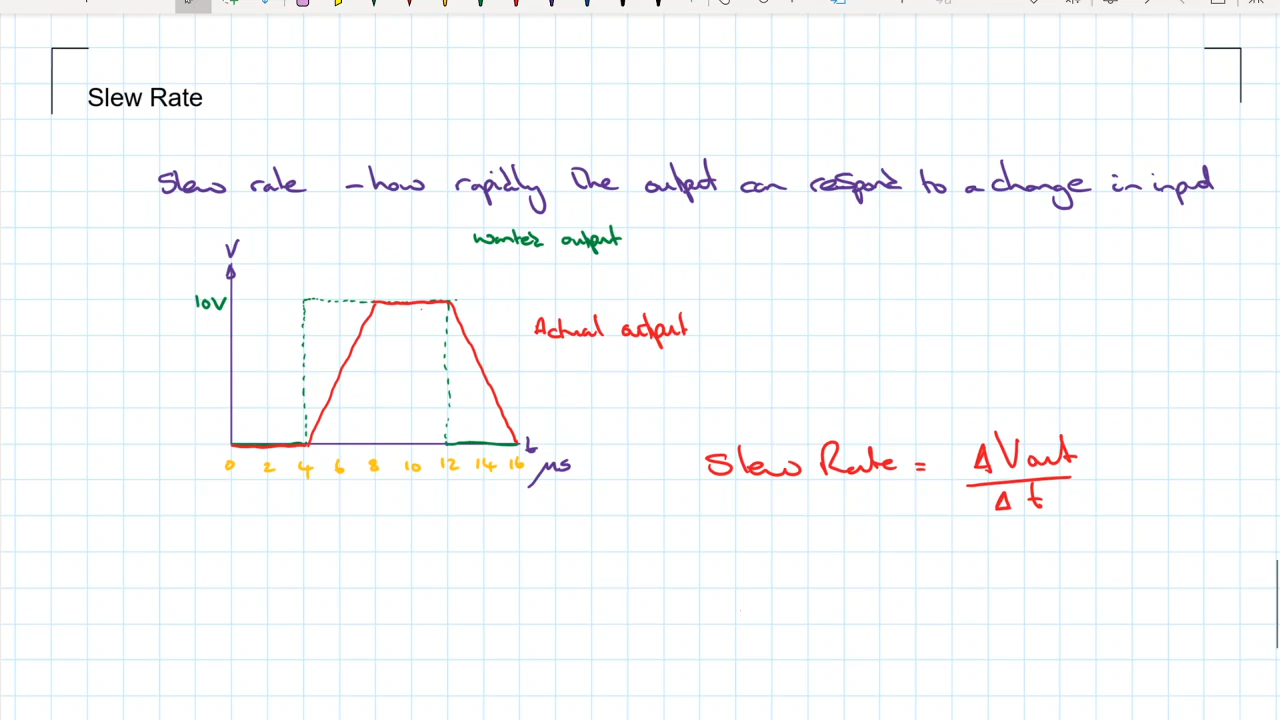 Slew Rate
Slew rate - how rapidly the output can respond to a change in input
wanted output
V
10V
Actual output
0 2 4 6 8 10 12 14 16
t
μs
Slew Rate = ΔVout
Δt